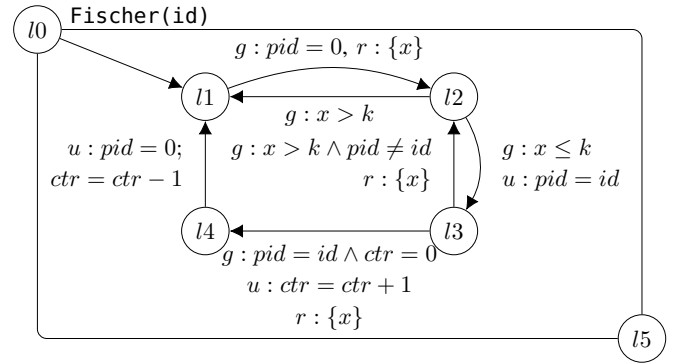 l0 Fischer(id)
g : pid = 0, r : {x}
l1
l2
g : x > k
u : pid = 0;
ctr = ctr − 1
g : x > k ∧ pid ≠ id
r : {x}
g : x ≤ k
u : pid = id
l4
l3
g : pid = id ∧ ctr = 0
u : ctr = ctr + 1
r : {x}
l5